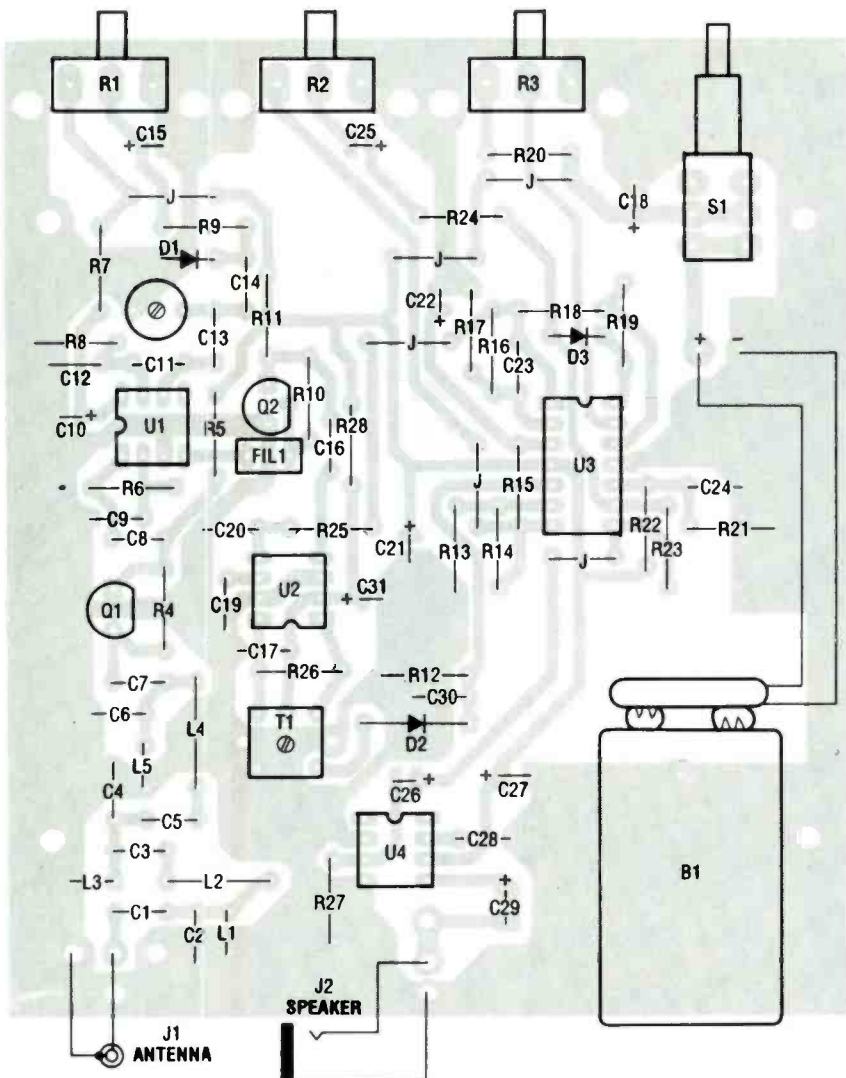 R1 R2 R3
C15 C25
R20
J
J
C18
S1
R9
R24
D1
R7
J
C14
C22
R11
R17
R18
R19
C13
R16
R8
J
C23
D3
C12
C11
R10
Q2
C10
U1
R5
R28
C16
FIL1
U3
R6
J
R15
C24
C9
C20
R25
R22
R21
C8
C21
R13
R14
R23
J
U2
Q1
R4
C19
C31
C17
R26
R12
C7
C30
C6
L4
T1
D2
L5
C4
C26
C27
C5
U4
C28
C3
B1
L3
L2
R27
C29
C1
C2
L1
J2
SPEAKER
J1
ANTENNA
+ -